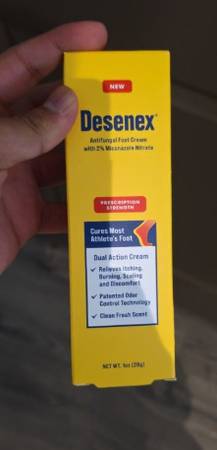 NEW
Desenex®
Antifungal Foot Cream
with 2% Miconazole Nitrate
PRESCRIPTION
STRENGTH
Cures Most
Athlete's Foot
Dual Action Cream
✓ Relieves Itching,
Burning, Scaling
and Discomfort
✓ Patented Odor
Control Technology
✓ Clean Fresh Scent
NET WT. 1oz (28g)